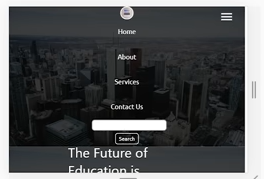 Home
About
Services
Contact Us
Search
The Future of
Education is